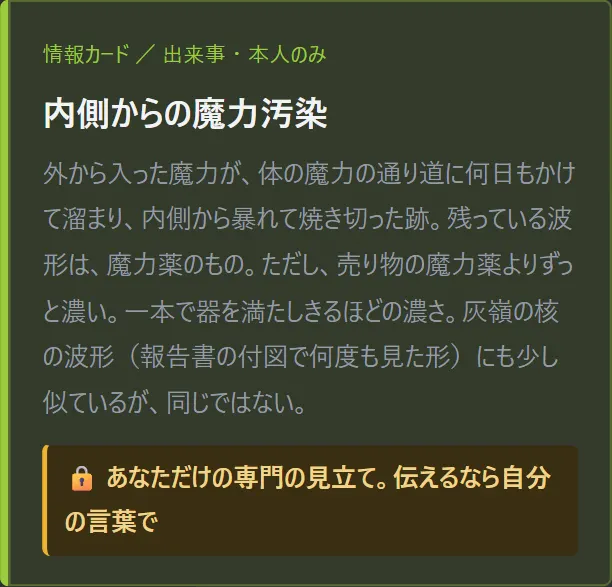 情報カード ／ 出来事・本人のみ
内側からの魔力汚染
外から入った魔力が、体の魔力の通り道に何日もかけ
て溜まり、内側から暴れて焼き切った跡。残っている波
形は、魔力薬のもの。ただし、売り物の魔力薬よりずっ
と濃い。一本で器を満たしきるほどの濃さ。灰嶺の核
の波形（報告書の付図で何度も見た形）にも少し
似ているが、同じではない。
🔒 あなただけの専門の見立て。伝えるなら自分
の言葉で